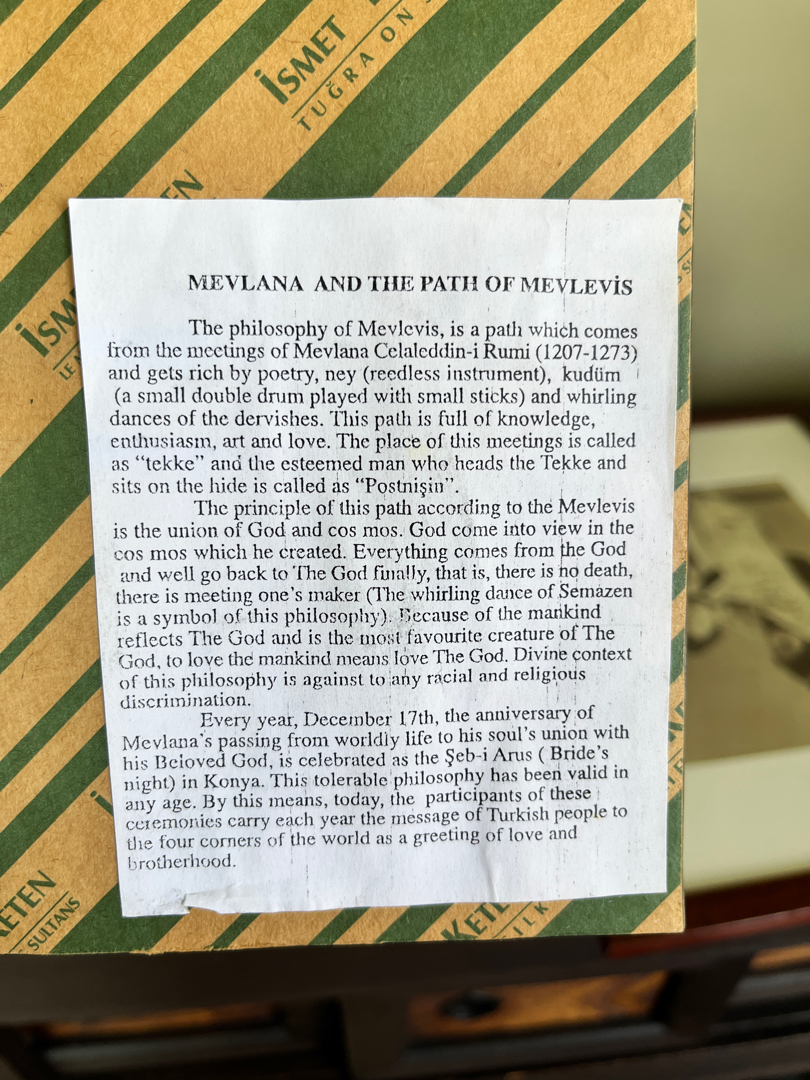 İSMET
TUĞRA ON
EN
İSM
LE
MEVLANA AND THE PATH OF MEVLEVİS
The philosophy of Mevlevis, is a path which comes
from the meetings of Mevlana Celaleddin-i Rumi (1207-1273)
and gets rich by poetry, ney (reedless instrument), kudüm
(a small double drum played with small sticks) and whirling
dances of the dervishes. This path is full of knowledge,
enthusiasm, art and love. The place of this meetings is called
as “tekke” and the esteemed man who heads the Tekke and
sits on the hide is called as “Postnişin”.
The principle of this path according to the Mevlevis
is the union of God and cos mos. God come into view in the
cos mos which he created. Everything comes from the God
and well go back to The God finally, that is, there is no death,
there is meeting one’s maker (The whirling dance of Semazen
is a symbol of this philosophy). Because of the mankind
reflects The God and is the most favourite creature of The
God, to love the mankind means love The God. Divine context
of this philosophy is against to any racial and religious
discrimination.
Every year, December 17th, the anniversary of
Mevlana’s passing from worldly life to his soul’s union with
his Beloved God, is celebrated as the Şeb-i Arus ( Bride’s
night) in Konya. This tolerable philosophy has been valid in
any age. By this means, today, the participants of these
ceremonies carry each year the message of Turkish people to
the four corners of the world as a greeting of love and
brotherhood.
KETEN
SULTANS
KETE
SILK